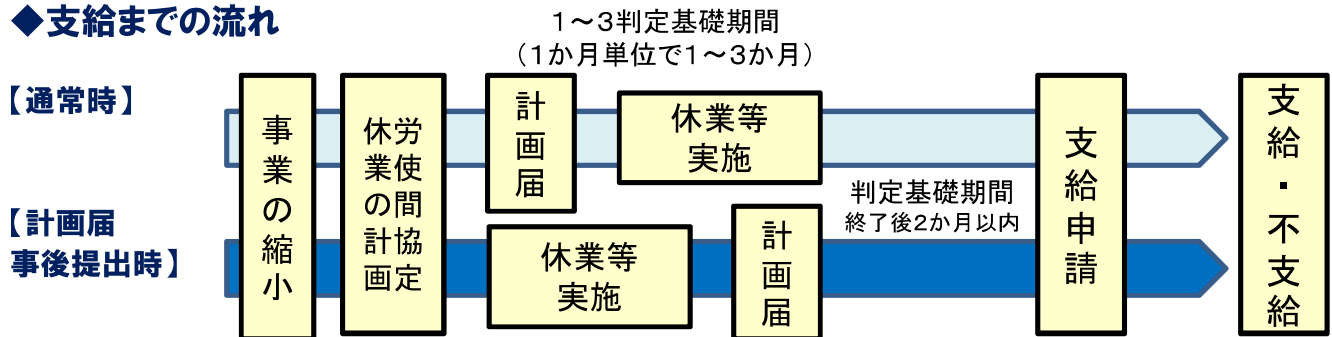 ◆支給までの流れ
１～３判定基礎期間
（１か月単位で１～３か月）
【通常時】
事業の縮小
労使間協定
休業の計画
計画届
休業等
実施
支給申請
支給・不支給
【計画届
事後提出時】
休業等
実施
計画届
判定基礎期間
終了後２か月以内